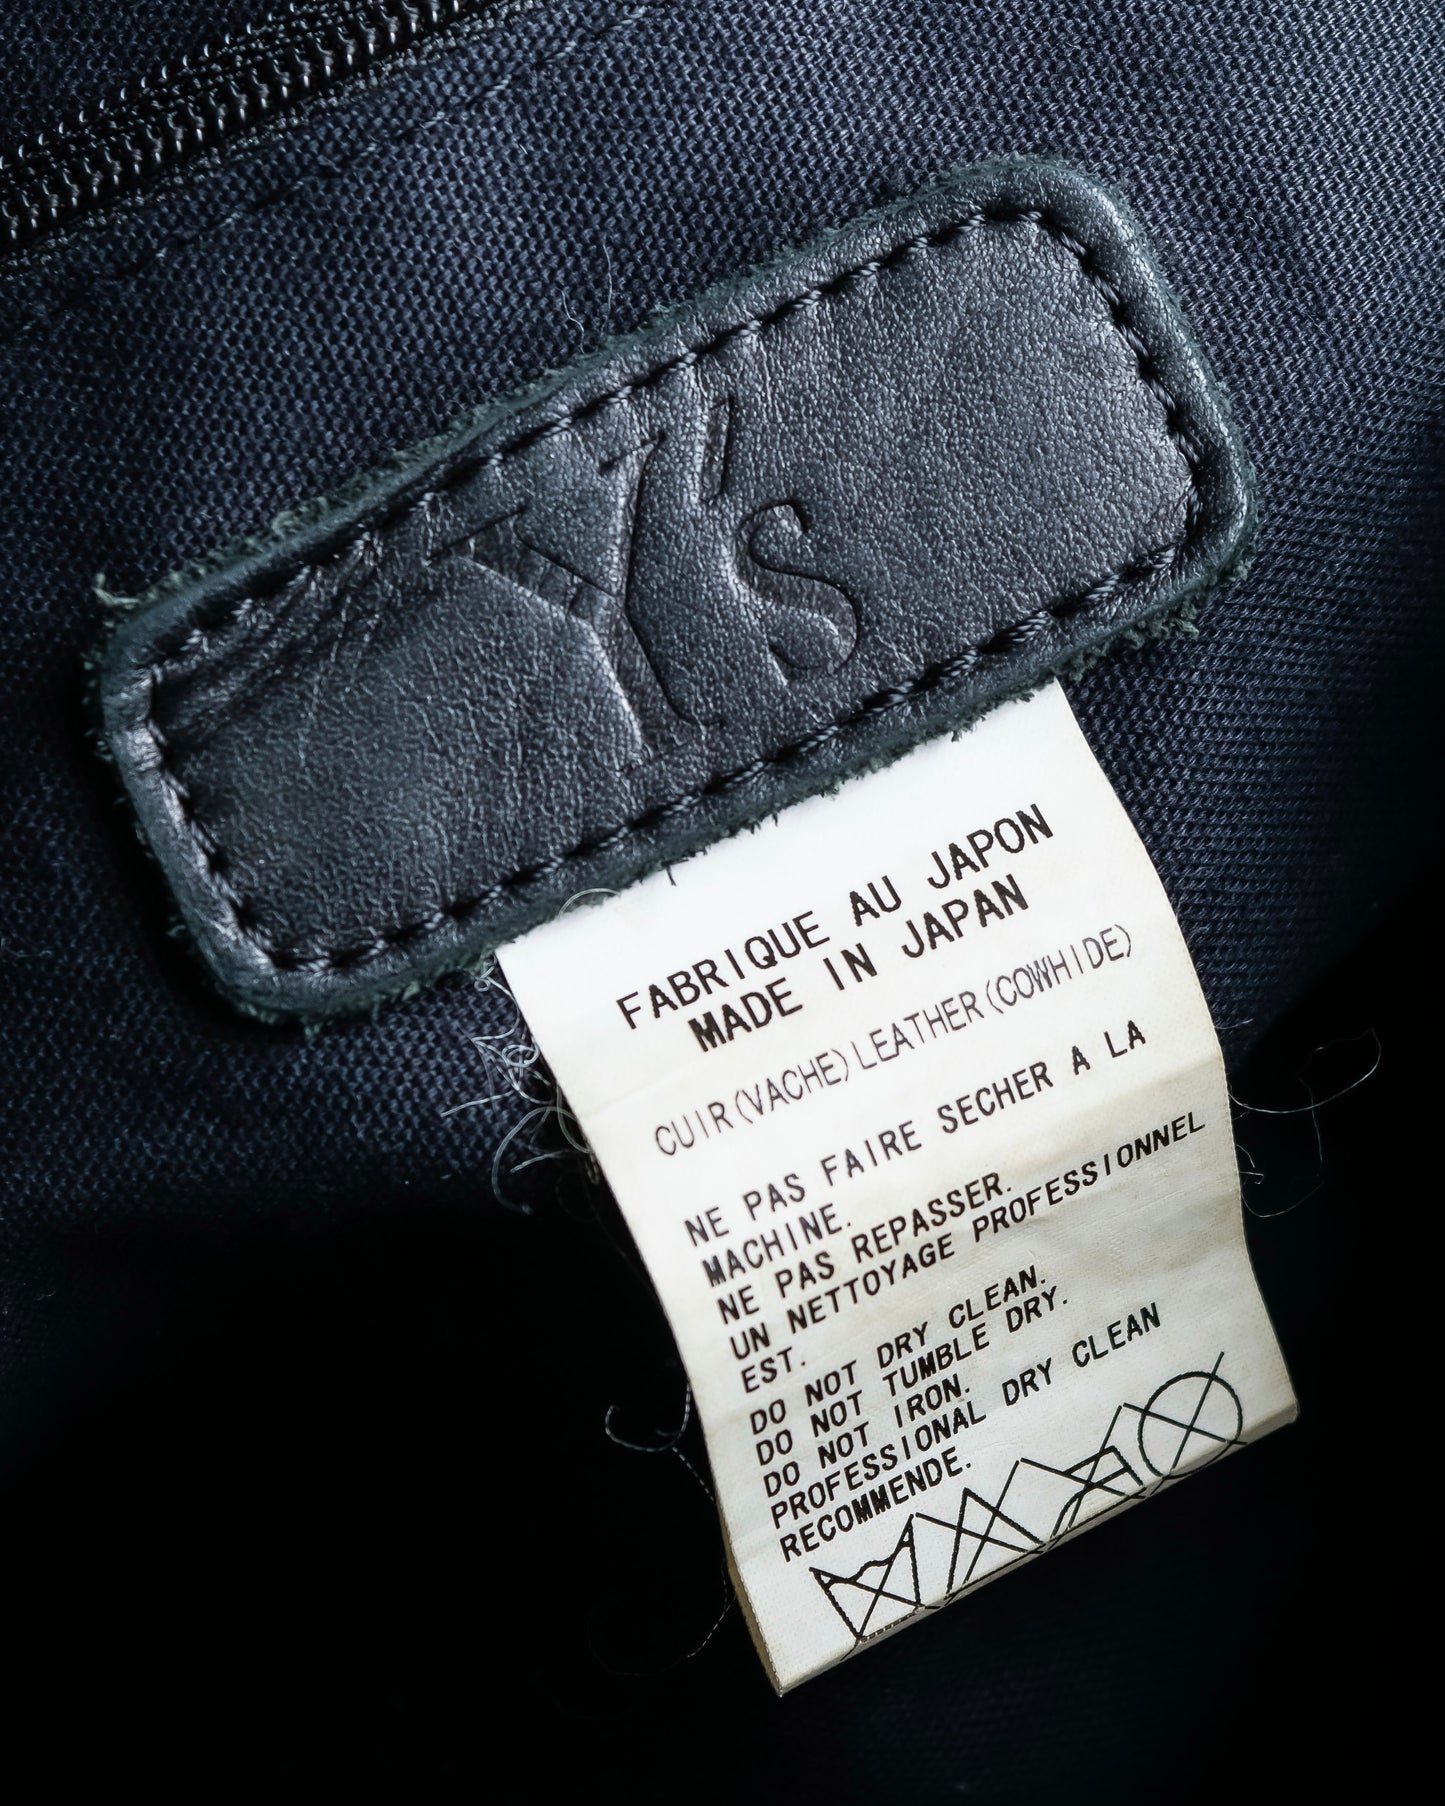 Y's
FABRIQUE AU JAPON
MADE IN JAPAN
CUIR(VACHE)LEATHER(COWHIDE)
NE PAS FAIRE SECHER A LA
MACHINE.
NE PAS REPASSER.
UN NETTOYAGE PROFESSIONNEL
EST.
DO NOT DRY CLEAN.
DO NOT TUMBLE DRY.
DO NOT IRON.
PROFESSIONAL DRY CLEAN
RECOMMENDE.